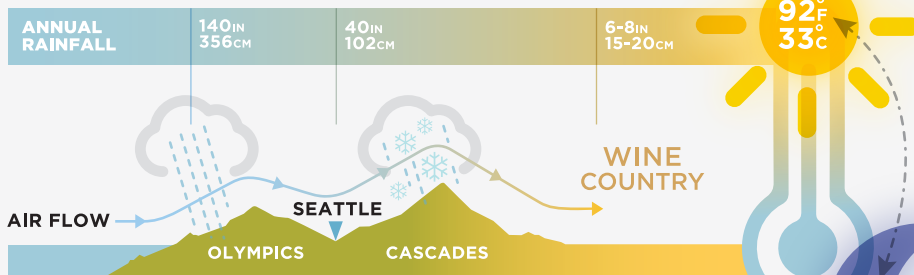 ANNUAL
RAINFALL
140IN
356CM
40IN
102CM
6-8IN
15-20CM
92°F
33°C
WINE
COUNTRY
AIR FLOW
SEATTLE
OLYMPICS
CASCADES